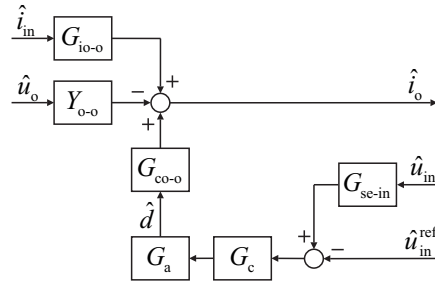 î_in
G_io-o
+
û_o
Y_o-o
−
+
î_o
+
G_co-o
û_in
G_se-in
d̂
+
−
û_in^ref
G_a
G_c